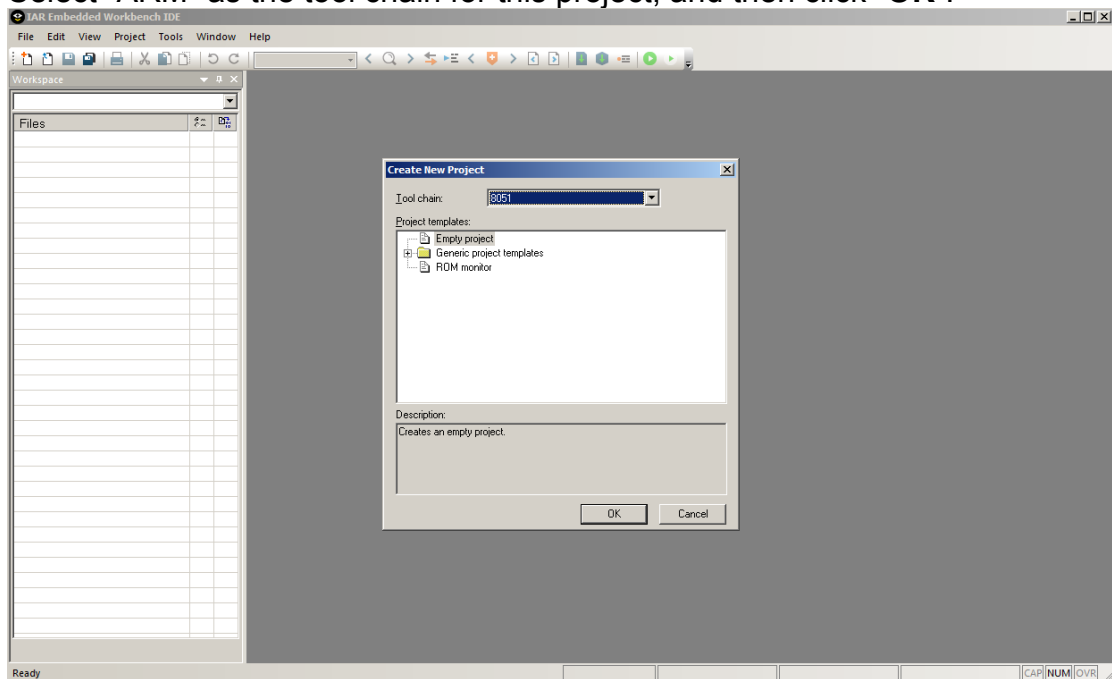 Select "ARM" as the tool chain for this project, and then click "OK".
IAR Embedded Workbench IDE
File Edit View Project Tools Window Help
Workspace
Files
Create New Project
Tool chain:
8051
Project templates:
Empty project
Generic project templates
ROM monitor
Description:
Creates an empty project.
OK Cancel
Ready
CAP NUM OVR